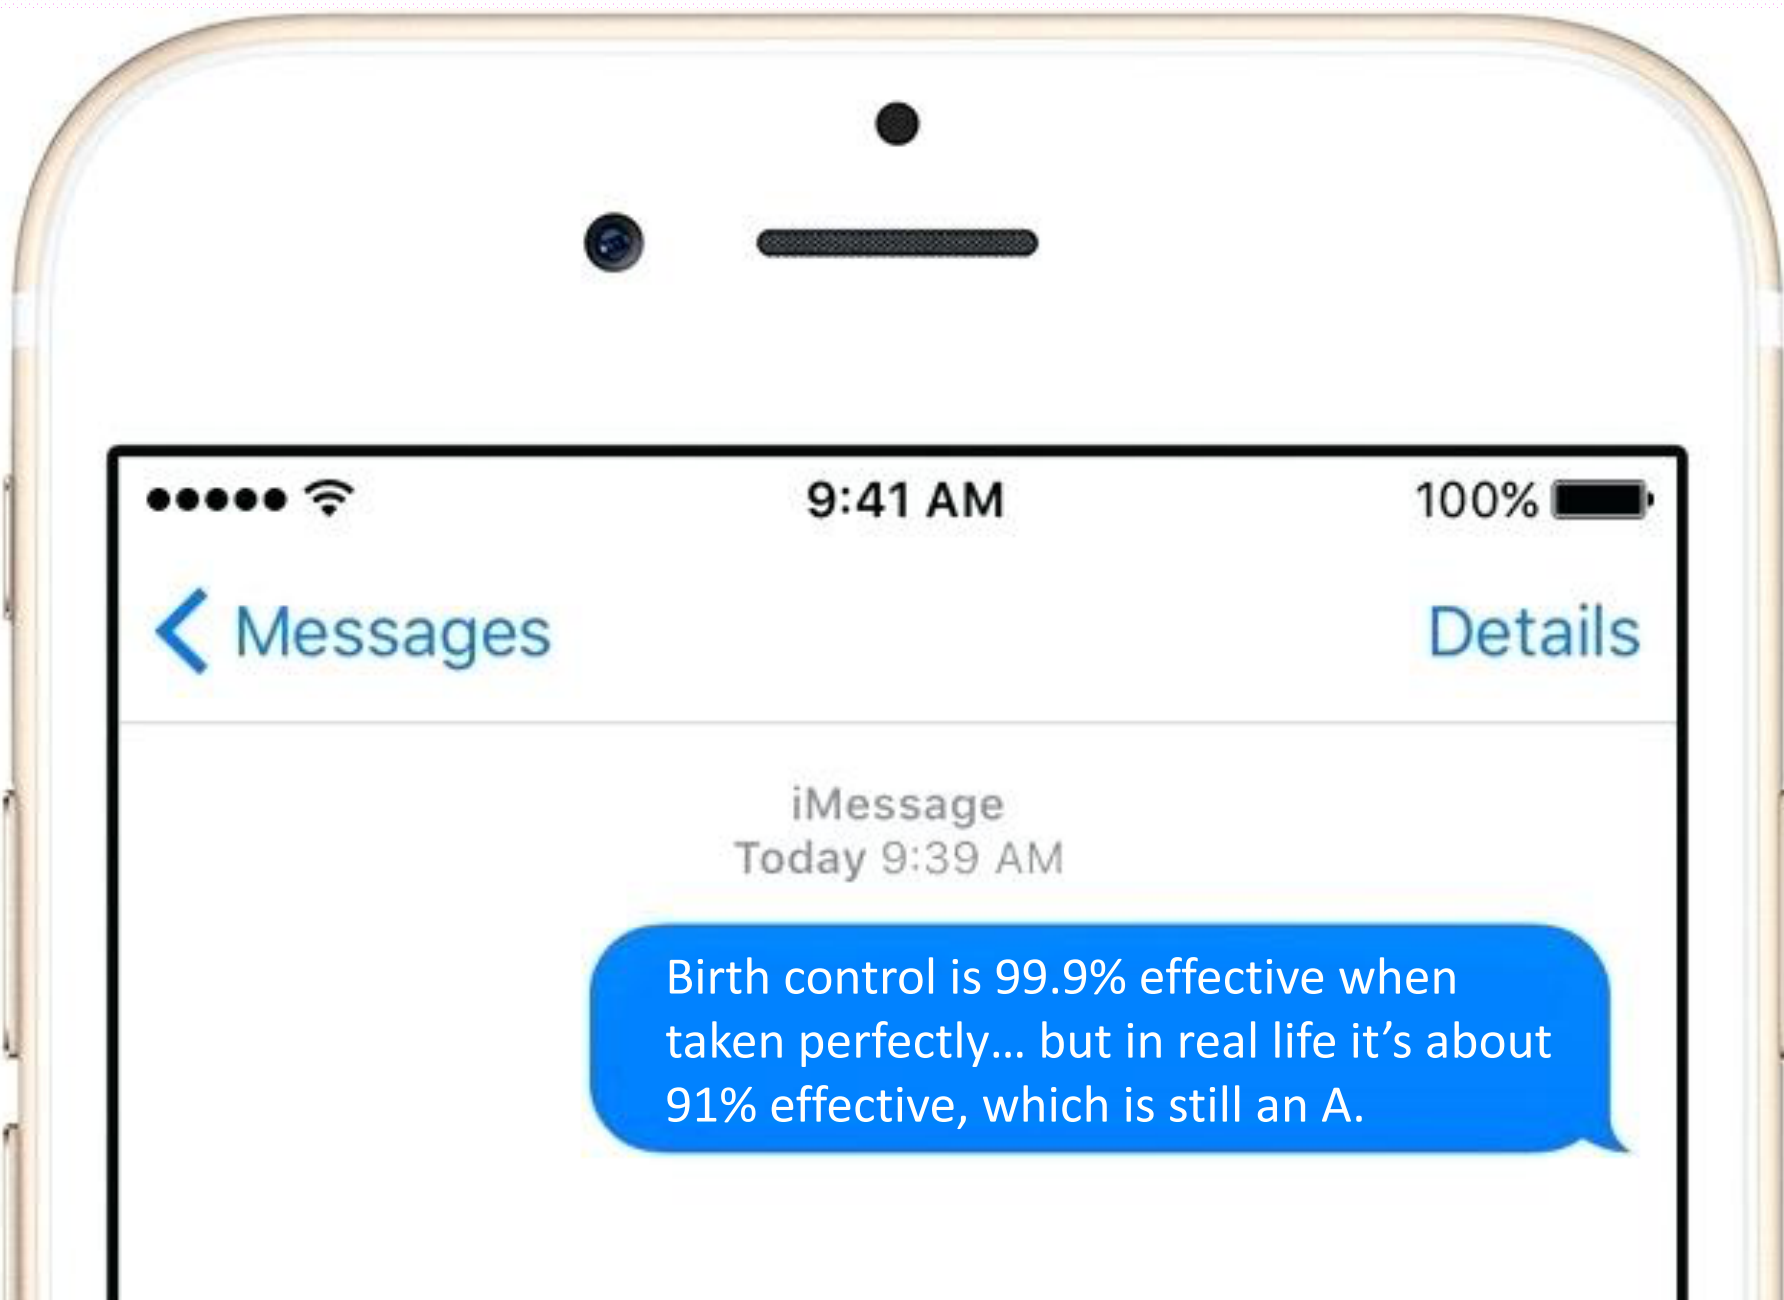 9:41 AM
100%
Messages
Details
iMessage
Today 9:39 AM
Birth control is 99.9% effective when
taken perfectly… but in real life it’s about
91% effective, which is still an A.